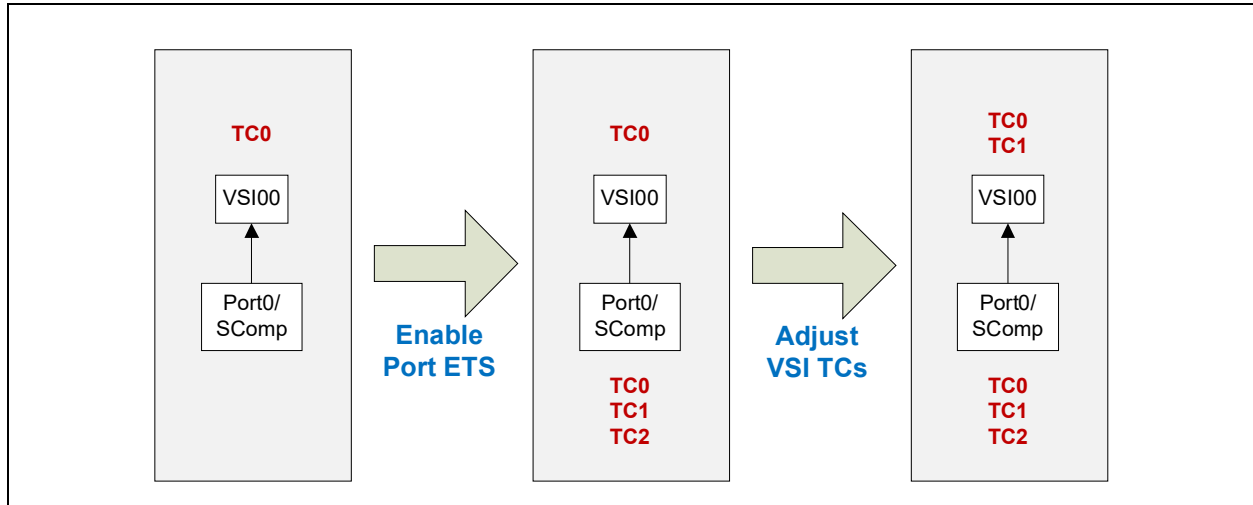 TC0
VSI00
Port0/
SComp
Enable
Port ETS
TC0
VSI00
Port0/
SComp
TC0
TC1
TC2
Adjust
VSI TCs
TC0
TC1
VSI00
Port0/
SComp
TC0
TC1
TC2